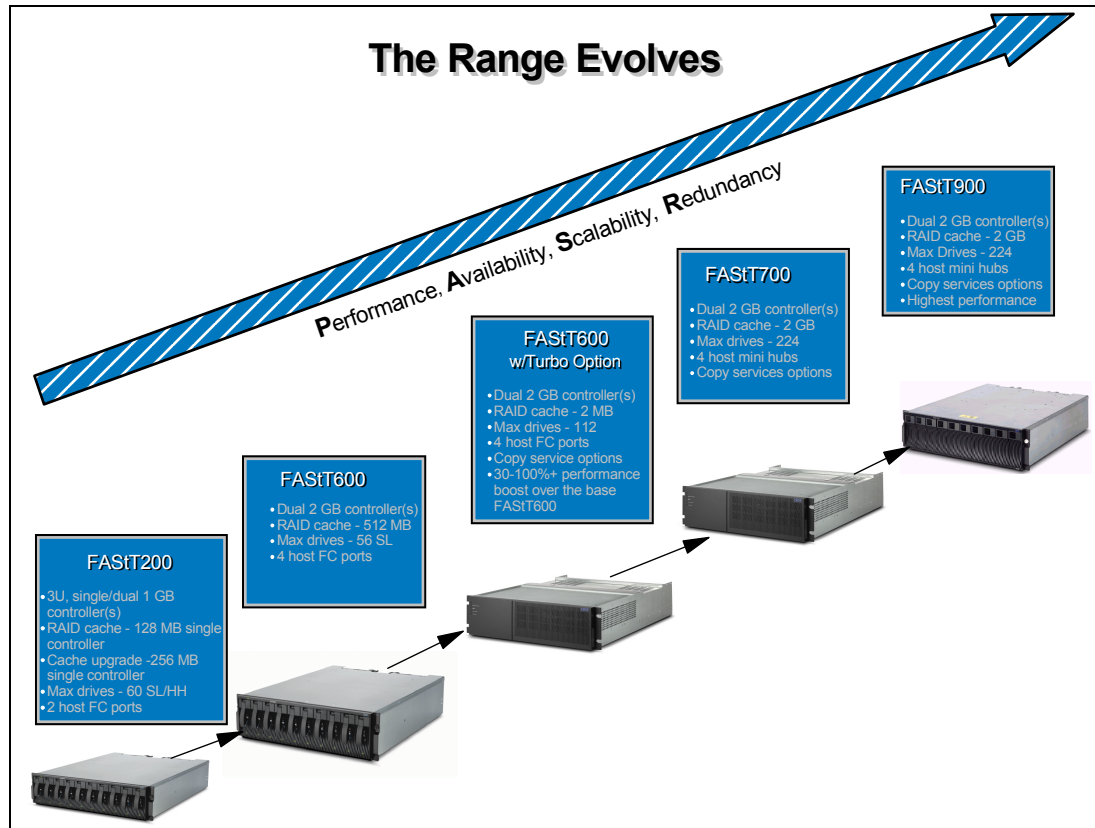 The Range Evolves
Performance, Availability, Scalability, Redundancy
FAStT200
•3U, single/dual 1 GB
controller(s)
•RAID cache - 128 MB single
controller
•Cache upgrade -256 MB
single controller
•Max drives - 60 SL/HH
•2 host FC ports
FAStT600
•Dual 2 GB controller(s)
•RAID cache - 512 MB
•Max drives - 56 SL
•4 host FC ports
FAStT600
w/Turbo Option
•Dual 2 GB controller(s)
•RAID cache - 2 MB
•Max drives - 112
•4 host FC ports
•Copy service options
•30-100%+ performance
boost over the base
FAStT600
FAStT700
•Dual 2 GB controller(s)
•RAID cache - 2 GB
•Max drives - 224
•4 host mini hubs
•Copy services options
FAStT900
•Dual 2 GB controller(s)
•RAID cache - 2 GB
•Max Drives - 224
•4 host mini hubs
•Copy services options
•Highest performance